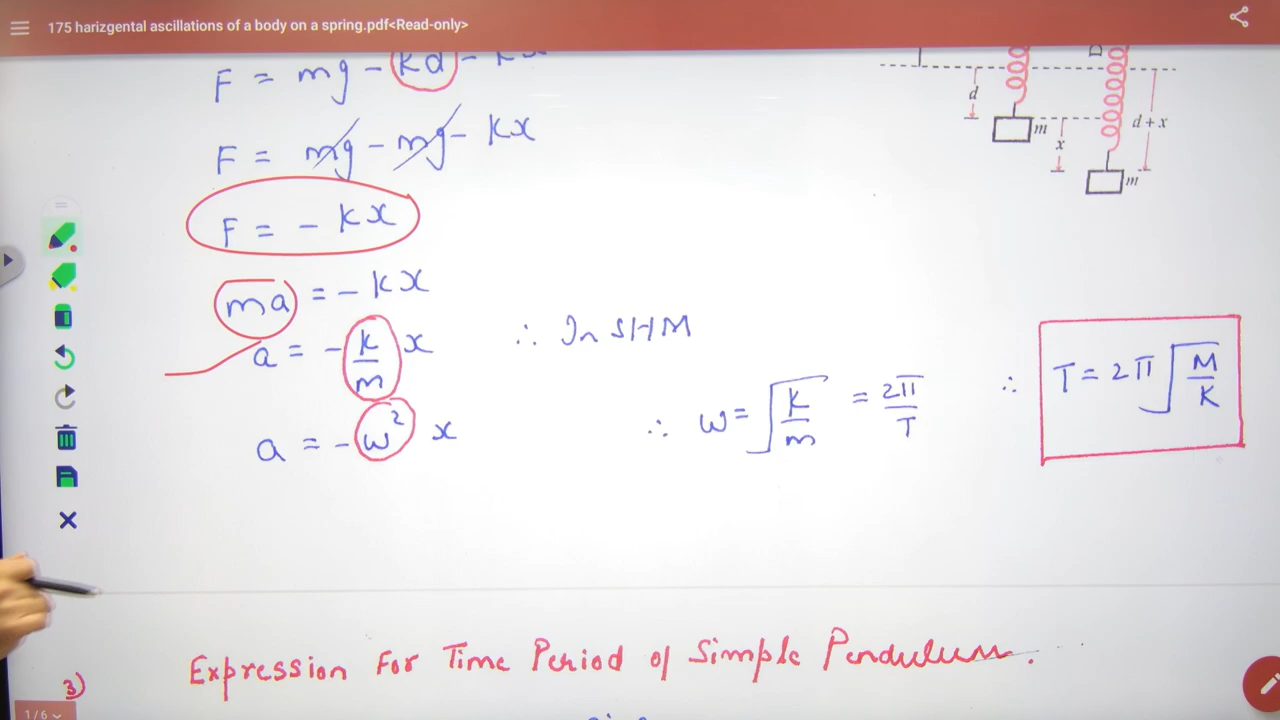 175 harizgental ascillations of a body on a spring.pdf<Read-only>
F = mg - kd - kx
F = mg - mg - kx
F = - kx
ma = - kx
a = - k/m x ∴ In SHM
a = - ω² x ∴ ω = √k/m = 2π/T ∴ T = 2π √M/K
d
m
x
d + x
m
3) Expression For Time Period of Simple Pendulum.
1/6